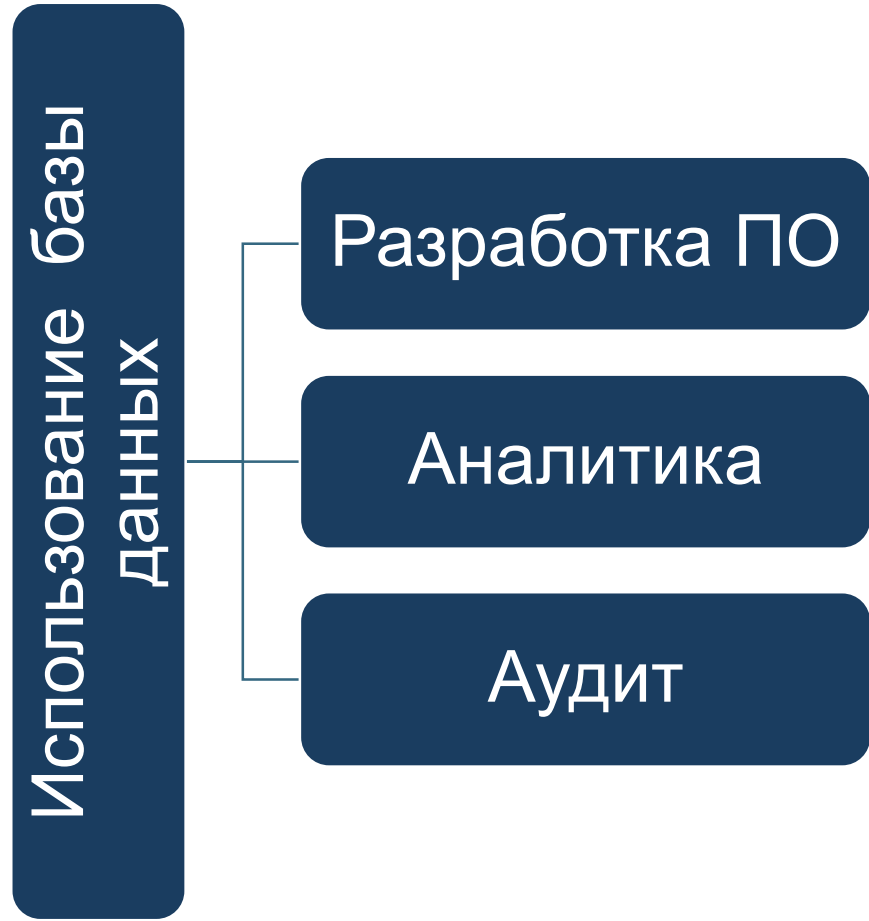 Использование базы
данных
Разработка ПО
Аналитика
Аудит